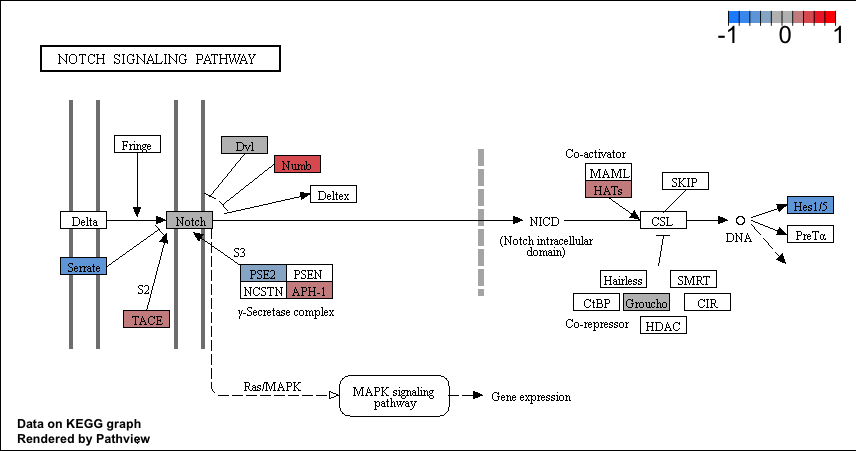 -1 0 1
NOTCH SIGNALING PATHWAY
Fringe
Dvl
Numb
Deltex
Delta
Notch
Serrate
S2
TACE
S3
PSE2 PSEN
NCSTN APH-1
γ-Secretase complex
NICD
(Notch intracellular
domain)
Co-activator
MAML
HATs
SKIP
CSL
DNA
Hes1/5
PreTα
Hairless SMRT
CtBP Groucho CIR
Co-repressor HDAC
Ras/MAPK
MAPK signaling
pathway
Gene expression
Data on KEGG graph
Rendered by Pathview